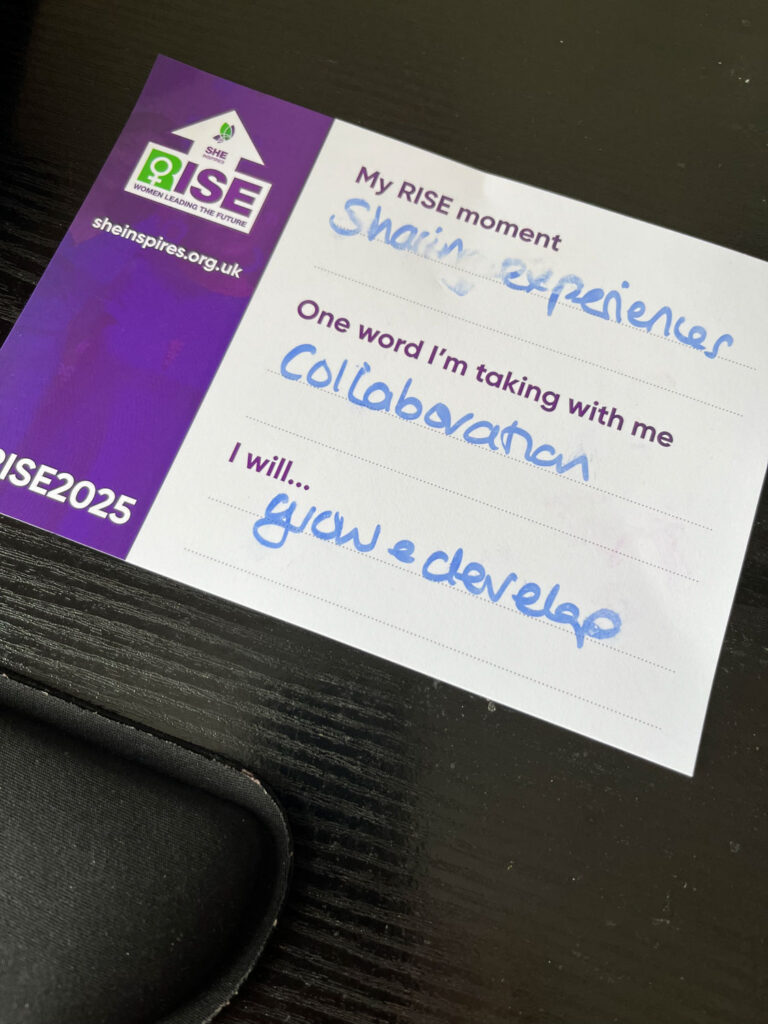 SHE
INSPIRES
RISE
WOMEN LEADING THE FUTURE
sheinspires.org.uk
RISE2025
My RISE moment
Sharing experiences
One word I'm taking with me
Collaboration
I will...
grow & develop